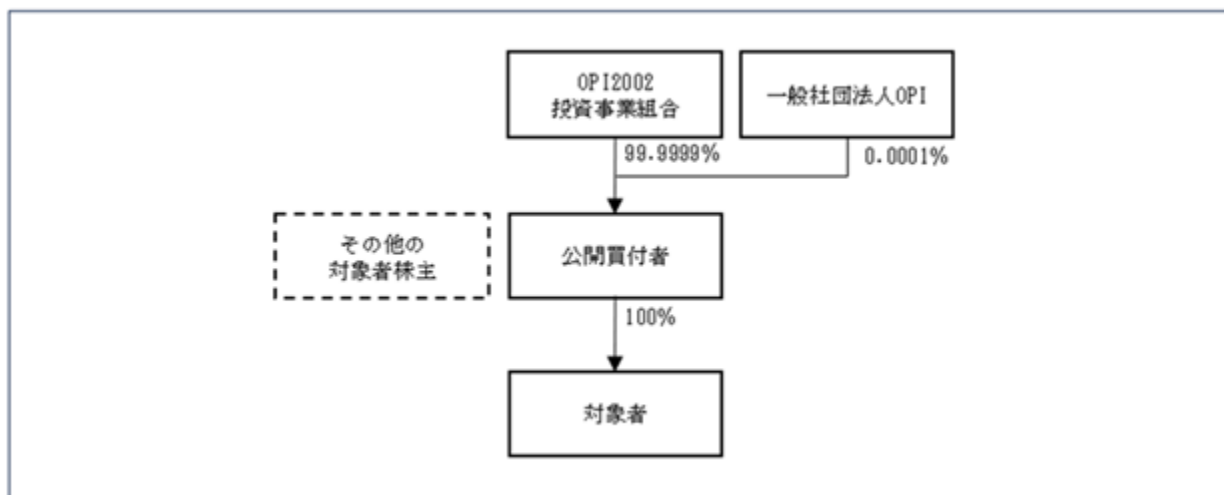 OPI2002
投資事業組合
一般社団法人OPI
99.9999%
0.0001%
その他の
対象者株主
公開買付者
100%
対象者